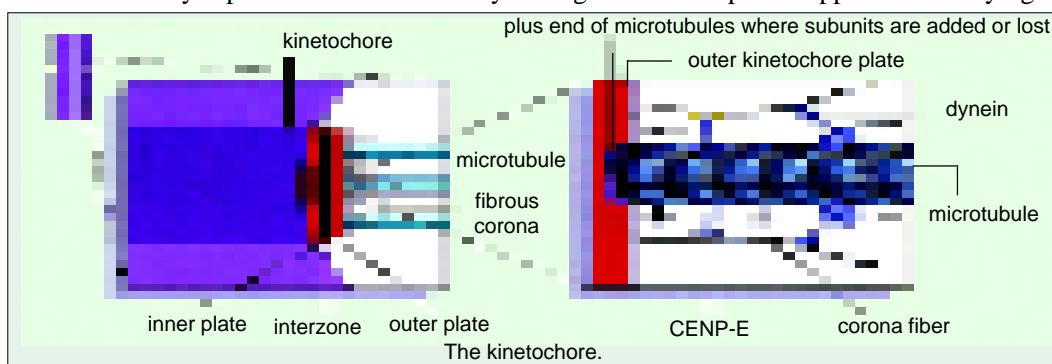 plus end of microtubules where subunits are added or lost
kinetochore
outer kinetochore plate
dynein
microtubule
fibrous
corona
microtubule
inner plate
interzone
outer plate
CENP-E
corona fiber
The kinetochore.